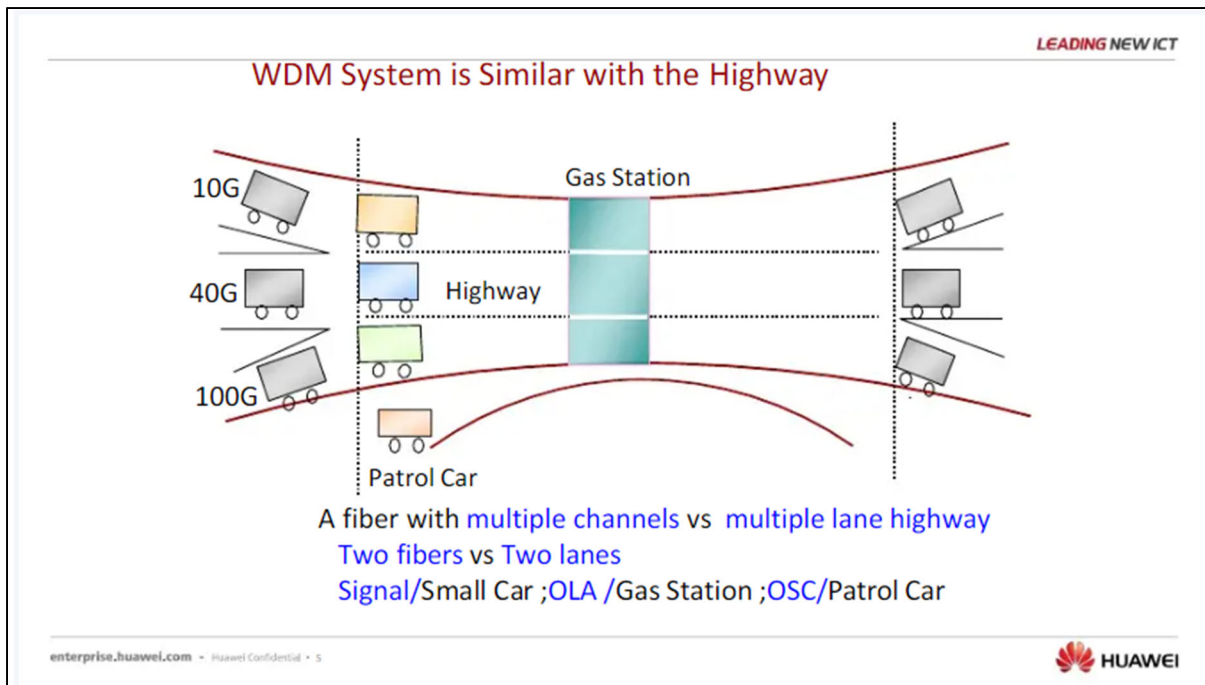 LEADING NEW ICT
WDM System is Similar with the Highway
10G
Gas Station
40G
Highway
100G
Patrol Car
A fiber with multiple channels vs multiple lane highway
Two fibers vs Two lanes
Signal/Small Car ;OLA /Gas Station ;OSC/Patrol Car
enterprise.huawei.com - Huawei Confidential • 5
HUAWEI